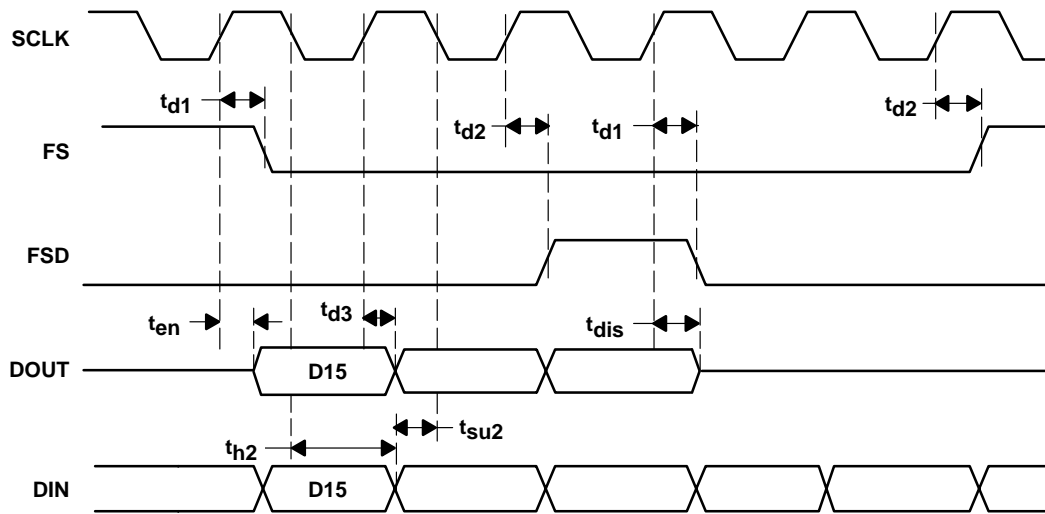 SCLK
td1
td2
td1
td2
FS
FSD
ten
td3
tdis
DOUT
D15
th2
tsu2
DIN
D15